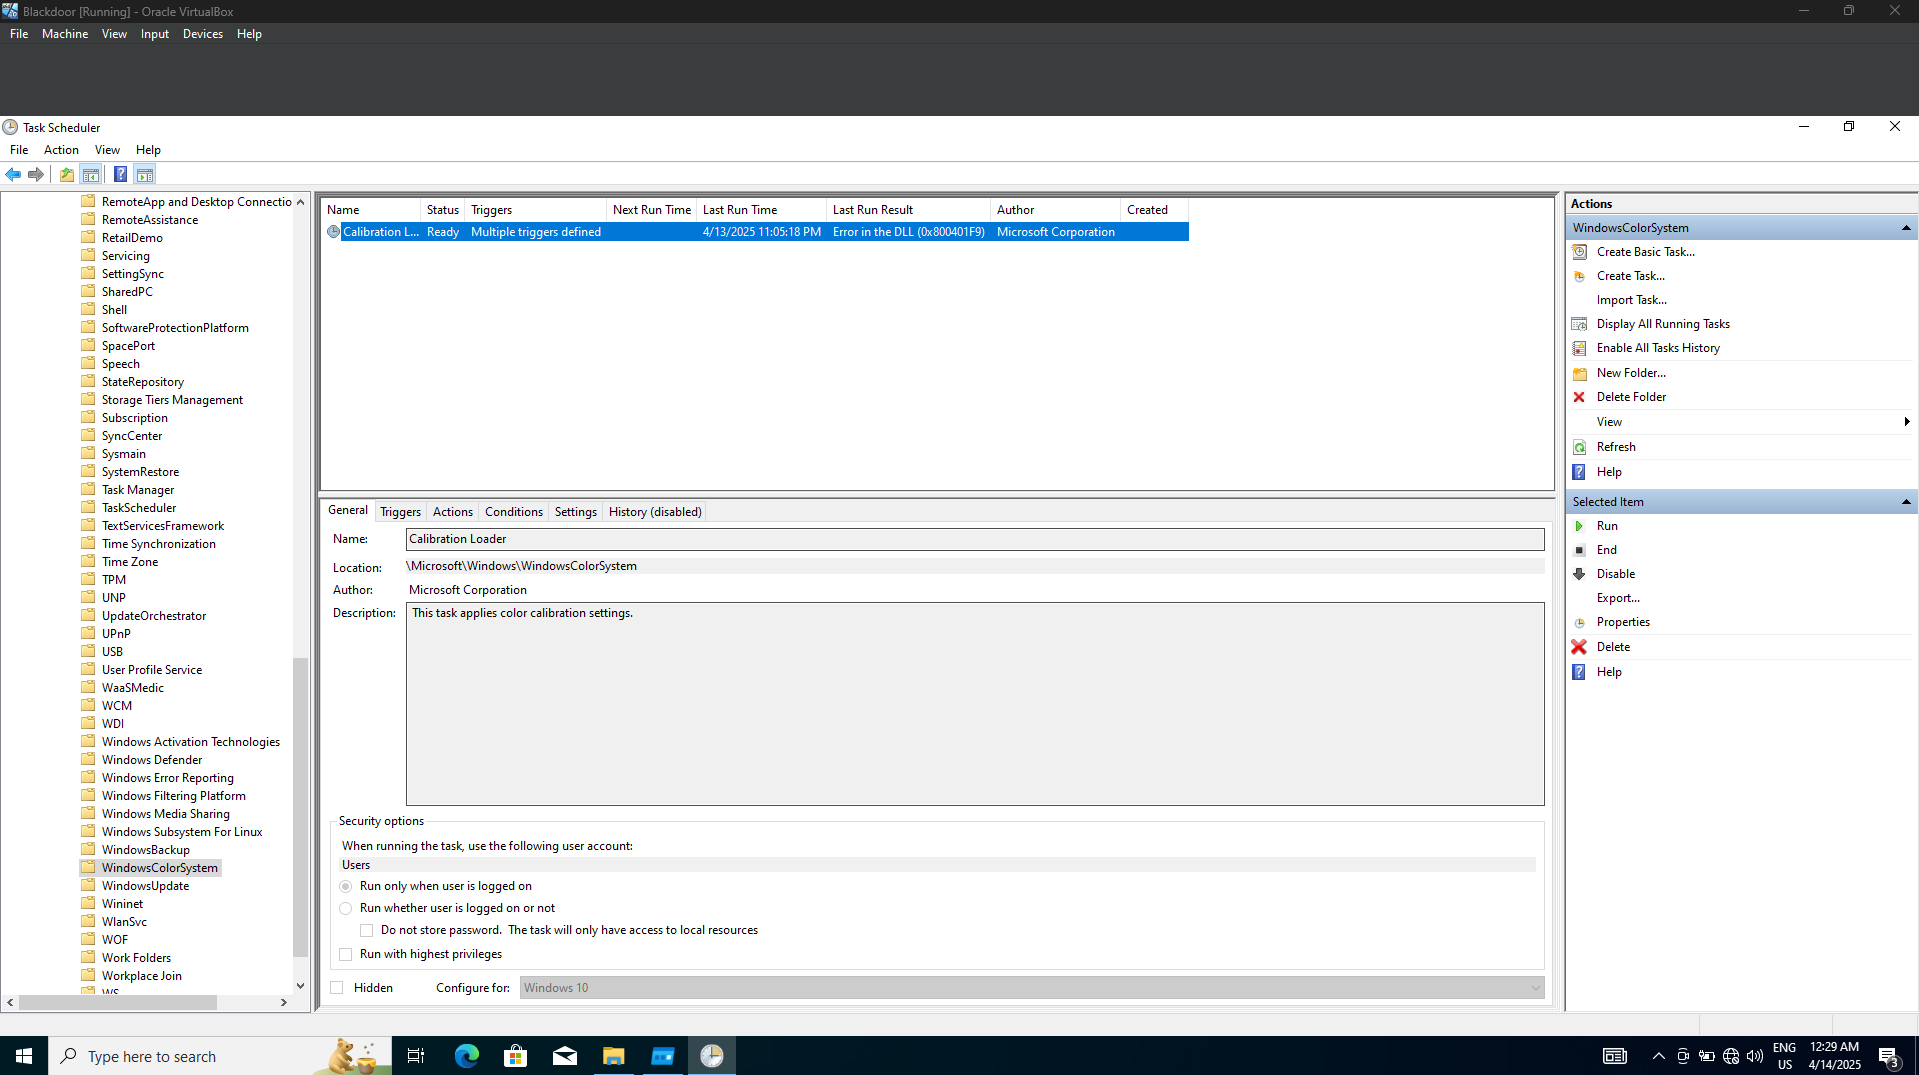 Blackdoor [Running] - Oracle VirtualBox
File Machine View Input Devices Help
Task Scheduler
File Action View Help
RemoteApp and Desktop Connectio
RemoteAssistance
RetailDemo
Servicing
SettingSync
SharedPC
Shell
SoftwareProtectionPlatform
SpacePort
Speech
StateRepository
Storage Tiers Management
Subscription
SyncCenter
Sysmain
SystemRestore
Task Manager
TaskScheduler
TextServicesFramework
Time Synchronization
Time Zone
TPM
UNP
UpdateOrchestrator
UPnP
USB
User Profile Service
WaaSMedic
WCM
WDI
Windows Activation Technologies
Windows Defender
Windows Error Reporting
Windows Filtering Platform
Windows Media Sharing
Windows Subsystem For Linux
WindowsBackup
WindowsColorSystem
WindowsUpdate
Wininet
WlanSvc
WOF
Work Folders
Workplace Join
WS
Name Status Triggers Next Run Time Last Run Time Last Run Result Author Created
Calibration L... Ready Multiple triggers defined 4/13/2025 11:05:18 PM Error in the DLL (0x800401F9) Microsoft Corporation
General Triggers Actions Conditions Settings History (disabled)
Name: Calibration Loader
Location: \Microsoft\Windows\WindowsColorSystem
Author: Microsoft Corporation
Description: This task applies color calibration settings.
Security options
When running the task, use the following user account:
Users
Run only when user is logged on
Run whether user is logged on or not
Do not store password. The task will only have access to local resources
Run with highest privileges
Hidden Configure for: Windows 10
Actions
WindowsColorSystem
Create Basic Task...
Create Task...
Import Task...
Display All Running Tasks
Enable All Tasks History
New Folder...
Delete Folder
View
Refresh
Help
Selected Item
Run
End
Disable
Export...
Properties
Delete
Help
Type here to search
ENG
US
12:29 AM
4/14/2025
3